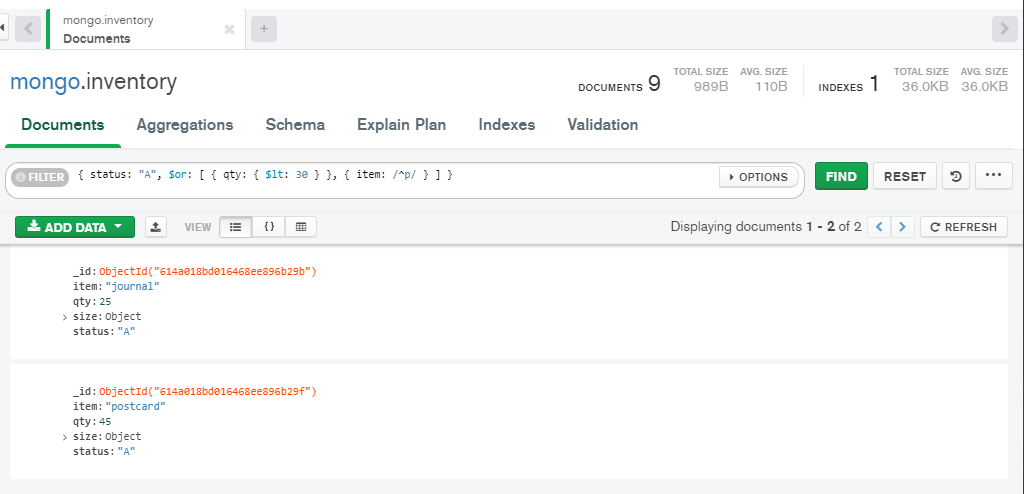 mongo.inventory
Documents
+
mongo.inventory
DOCUMENTS 9 TOTAL SIZE 989B AVG. SIZE 110B INDEXES 1 TOTAL SIZE 36.0KB AVG. SIZE 36.0KB
Documents Aggregations Schema Explain Plan Indexes Validation
FILTER { status: "A", $or: [ { qty: { $lt: 30 } }, { item: /^p/ } ] } OPTIONS FIND RESET ...
ADD DATA VIEW {} Displaying documents 1 - 2 of 2 < > REFRESH
_id: ObjectId("614a018bd016468ee896b29b")
item: "journal"
qty: 25
> size: Object
status: "A"
_id: ObjectId("614a018bd016468ee896b29f")
item: "postcard"
qty: 45
> size: Object
status: "A"